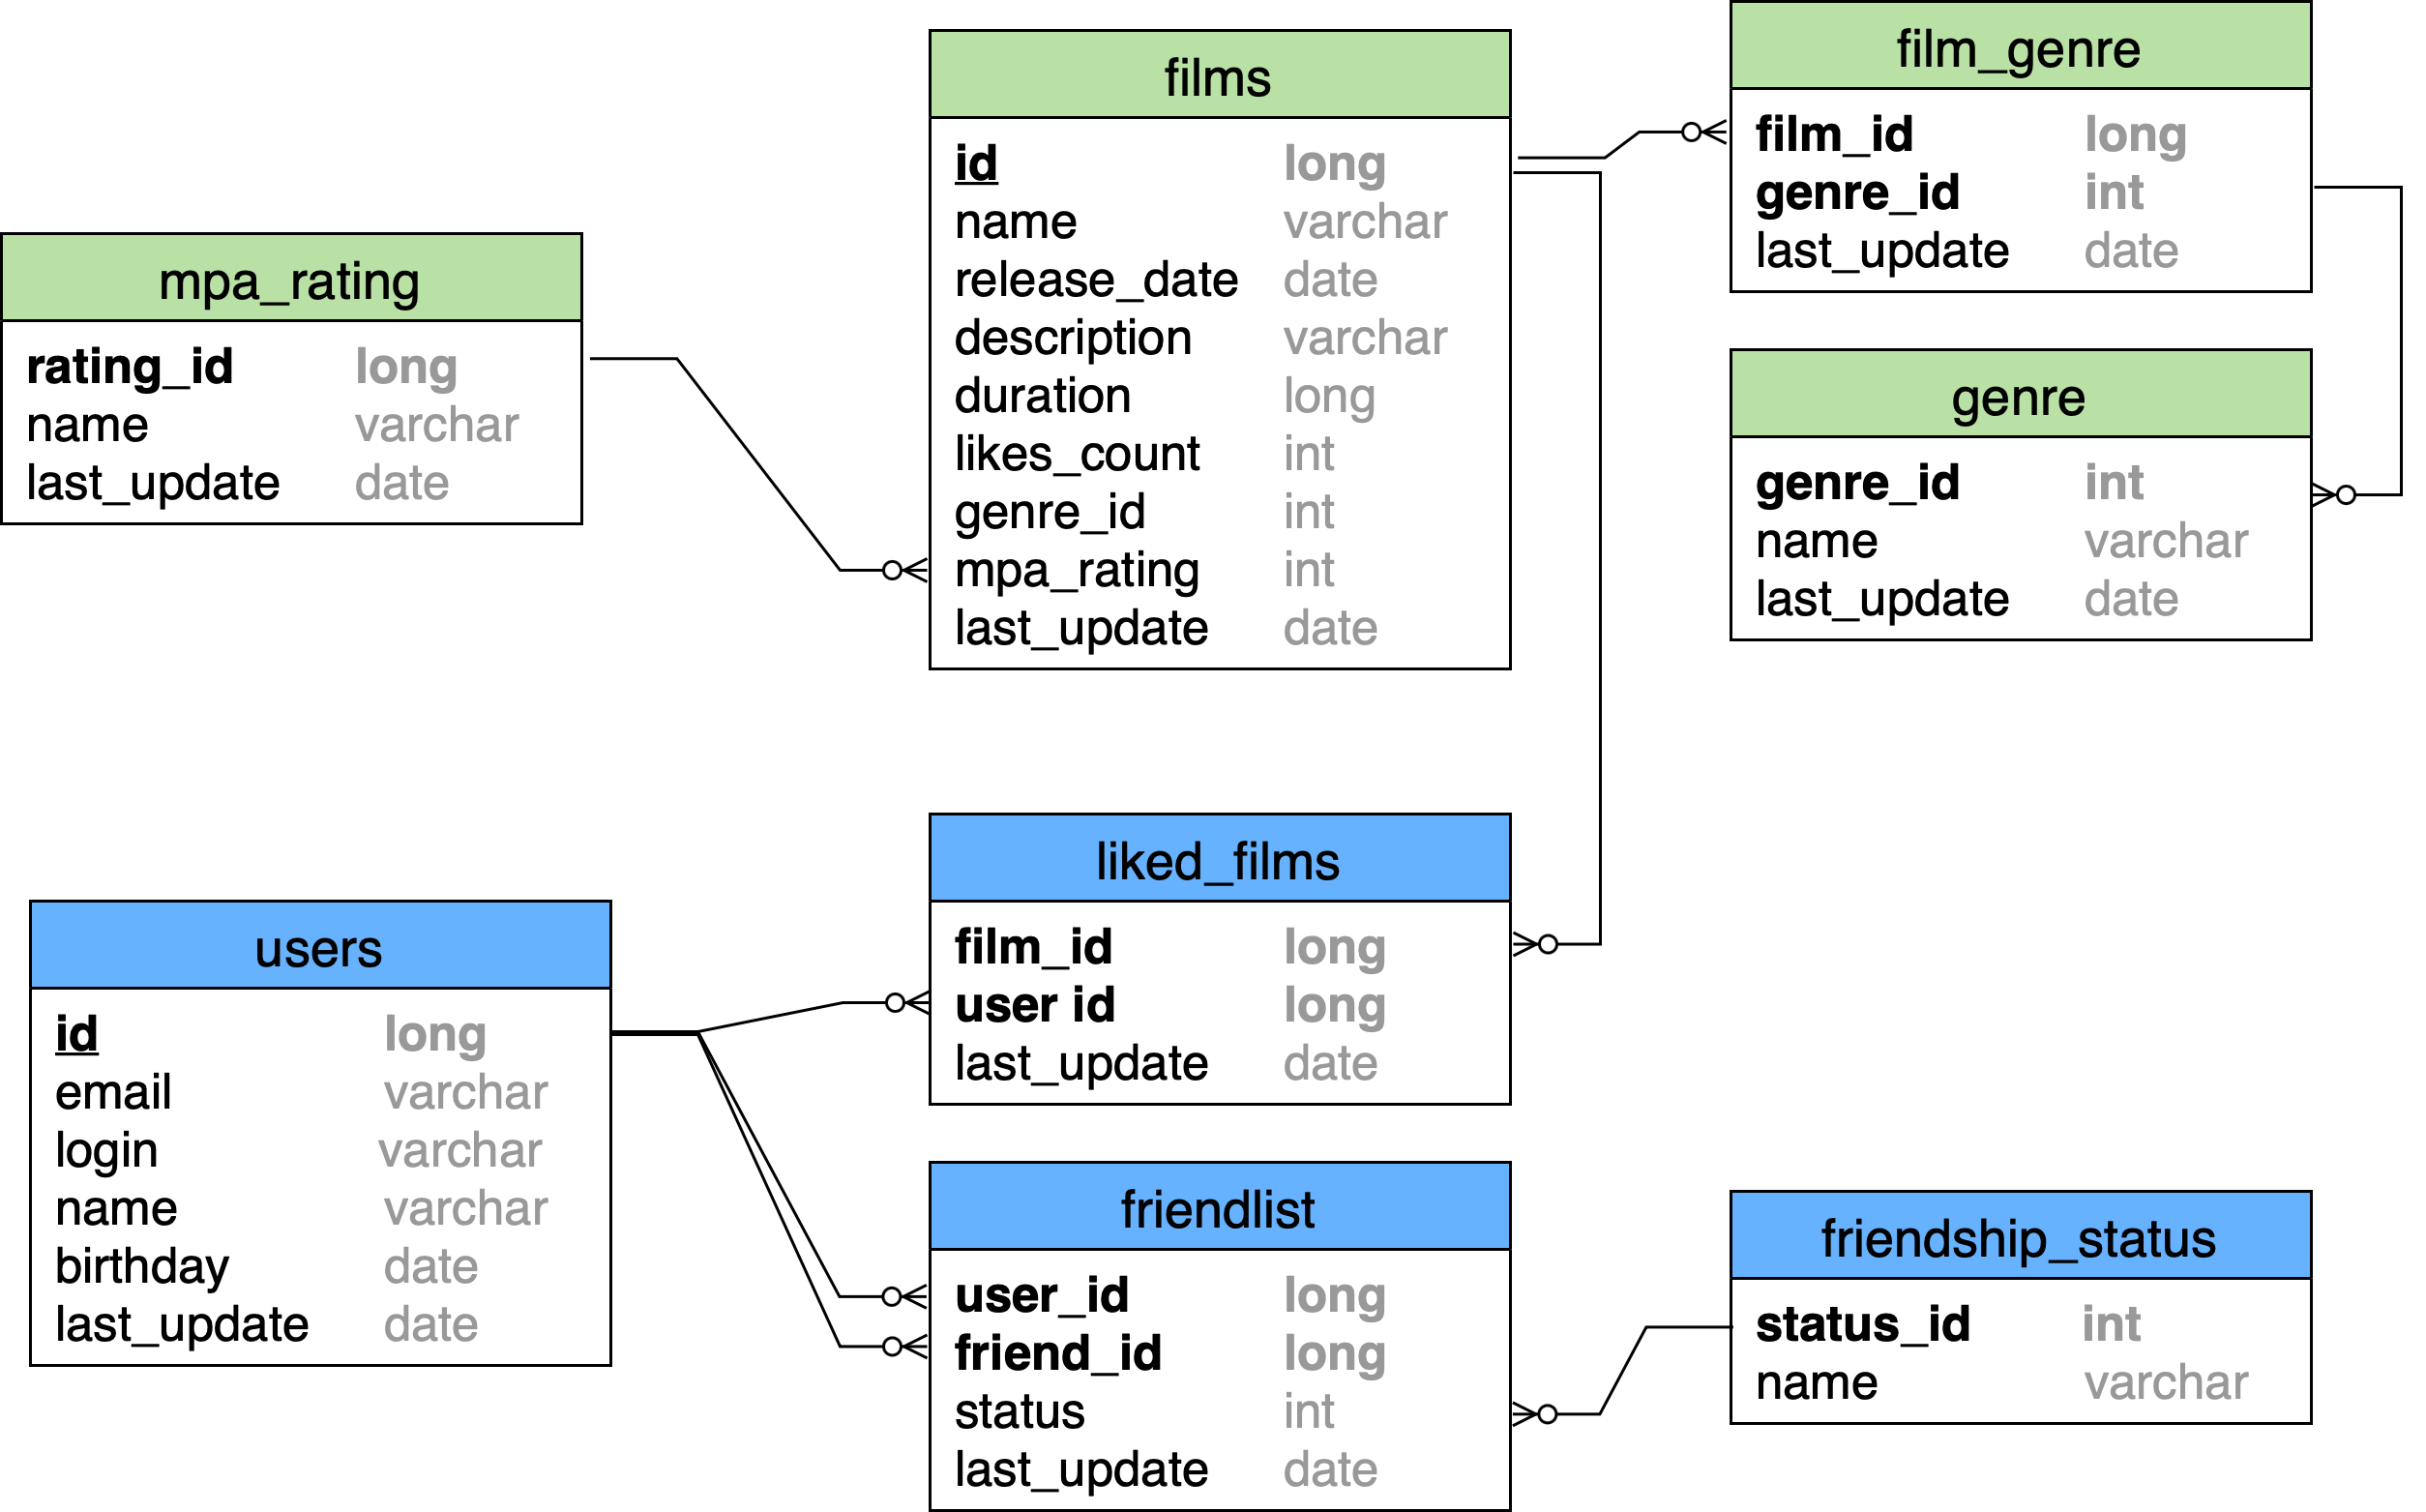 mpa_rating
rating_id long
name varchar
last_update date
films
id long
name varchar
release_date date
description varchar
duration long
likes_count int
genre_id int
mpa_rating int
last_update date
film_genre
film_id long
genre_id int
last_update date
genre
genre_id int
name varchar
last_update date
users
id long
email varchar
login varchar
name varchar
birthday date
last_update date
liked_films
film_id long
user id long
last_update date
friendlist
user_id long
friend_id long
status int
last_update date
friendship_status
status_id int
name varchar